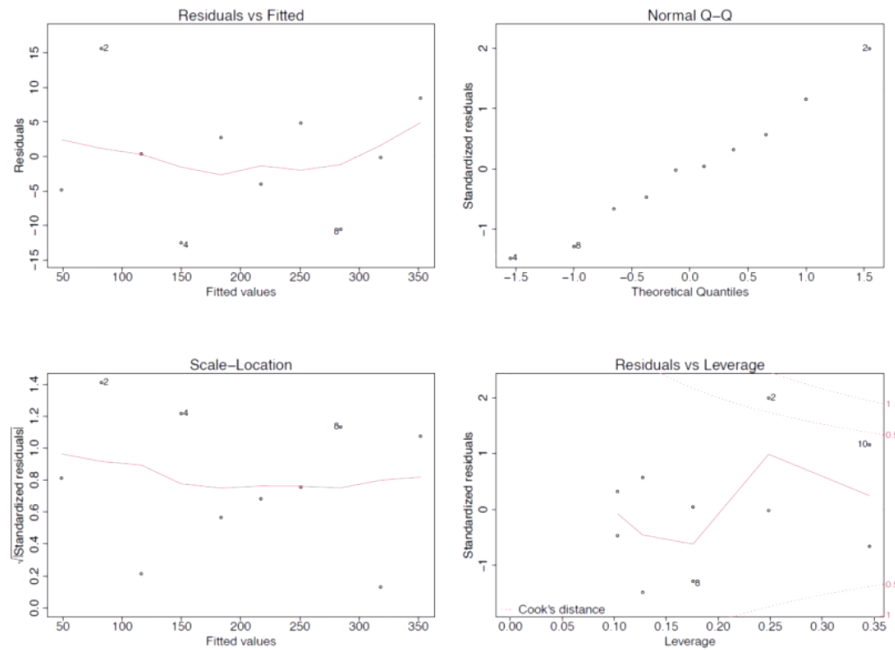 Residuals vs Fitted
Residuals
15
10
5
0
−5
−10
−15
2
4
8
50 100 150 200 250 300 350
Fitted values
Normal Q−Q
Standardized residuals
2
1
0
−1
2
8
4
−1.5 −1.0 −0.5 0.0 0.5 1.0 1.5
Theoretical Quantiles
Scale−Location
√|Standardized residuals|
1.4
1.2
1.0
0.8
0.6
0.4
0.2
0.0
2
4
8
50 100 150 200 250 300 350
Fitted values
Residuals vs Leverage
Standardized residuals
2
1
0
−1
2
10
8
1
0.5
0.5
1
Cook's distance
0.00 0.05 0.10 0.15 0.20 0.25 0.30 0.35
Leverage